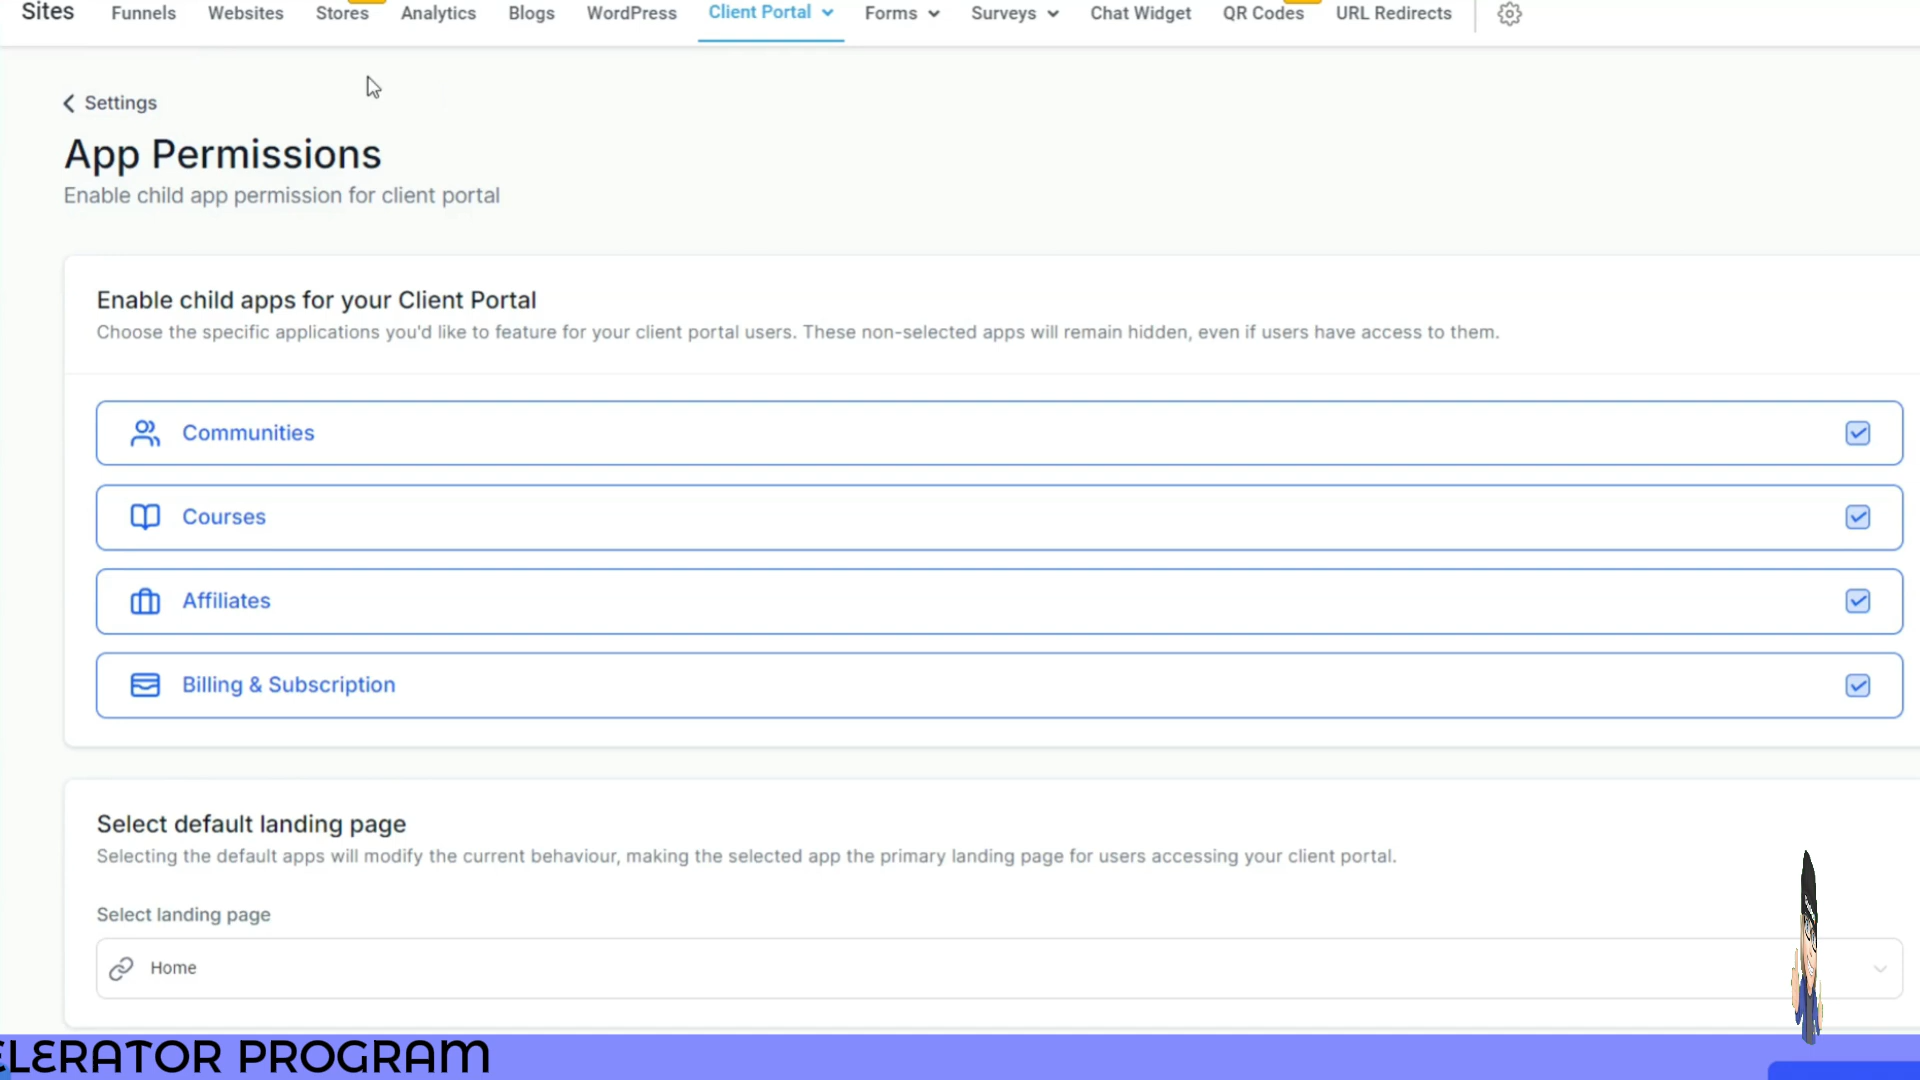 Sites Funnels Websites Stores Analytics Blogs WordPress Client Portal Forms Surveys Chat Widget QR Codes URL Redirects
Settings
App Permissions
Enable child app permission for client portal
Enable child apps for your Client Portal
Choose the specific applications you'd like to feature for your client portal users. These non-selected apps will remain hidden, even if users have access to them.
Communities
Courses
Affiliates
Billing & Subscription
Select default landing page
Selecting the default apps will modify the current behaviour, making the selected app the primary landing page for users accessing your client portal.
Select landing page
Home
ELERATOR PROGRAM